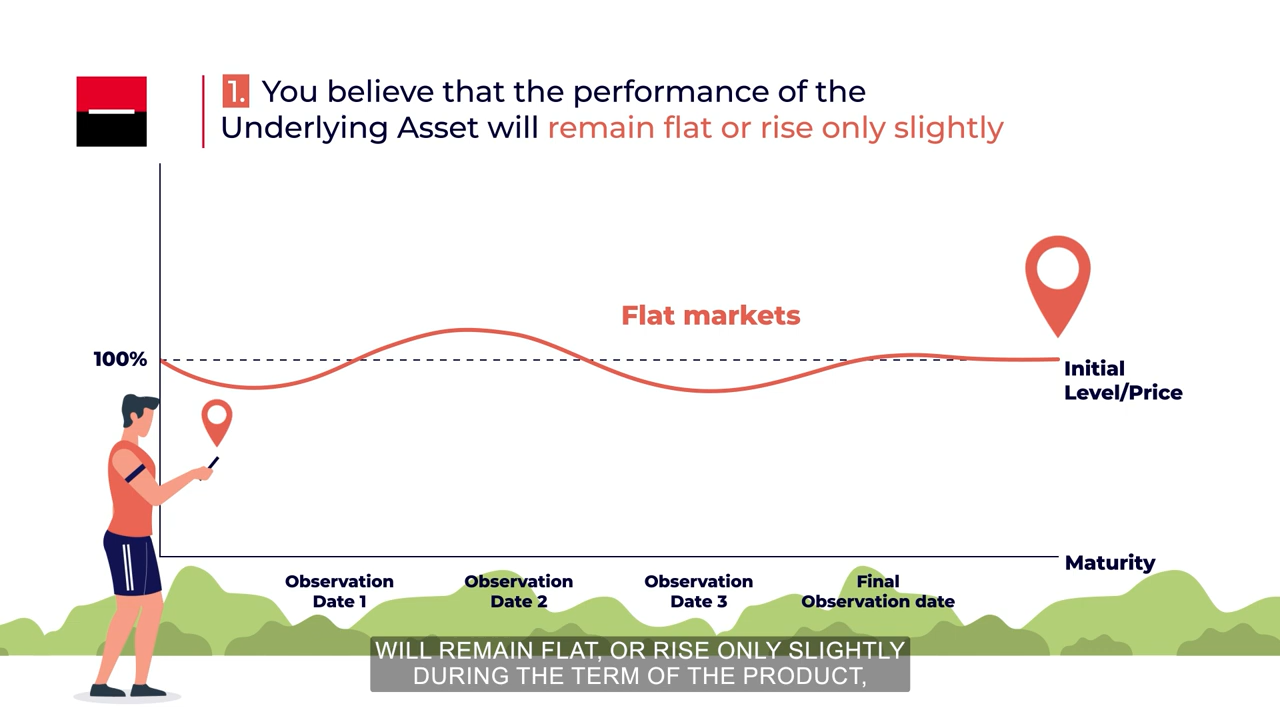 1. You believe that the performance of the
Underlying Asset will remain flat or rise only slightly
Flat markets
100%
Initial
Level/Price
Maturity
Observation
Date 1
Observation
Date 2
Observation
Date 3
Final
Observation date
WILL REMAIN FLAT, OR RISE ONLY SLIGHTLY
DURING THE TERM OF THE PRODUCT,